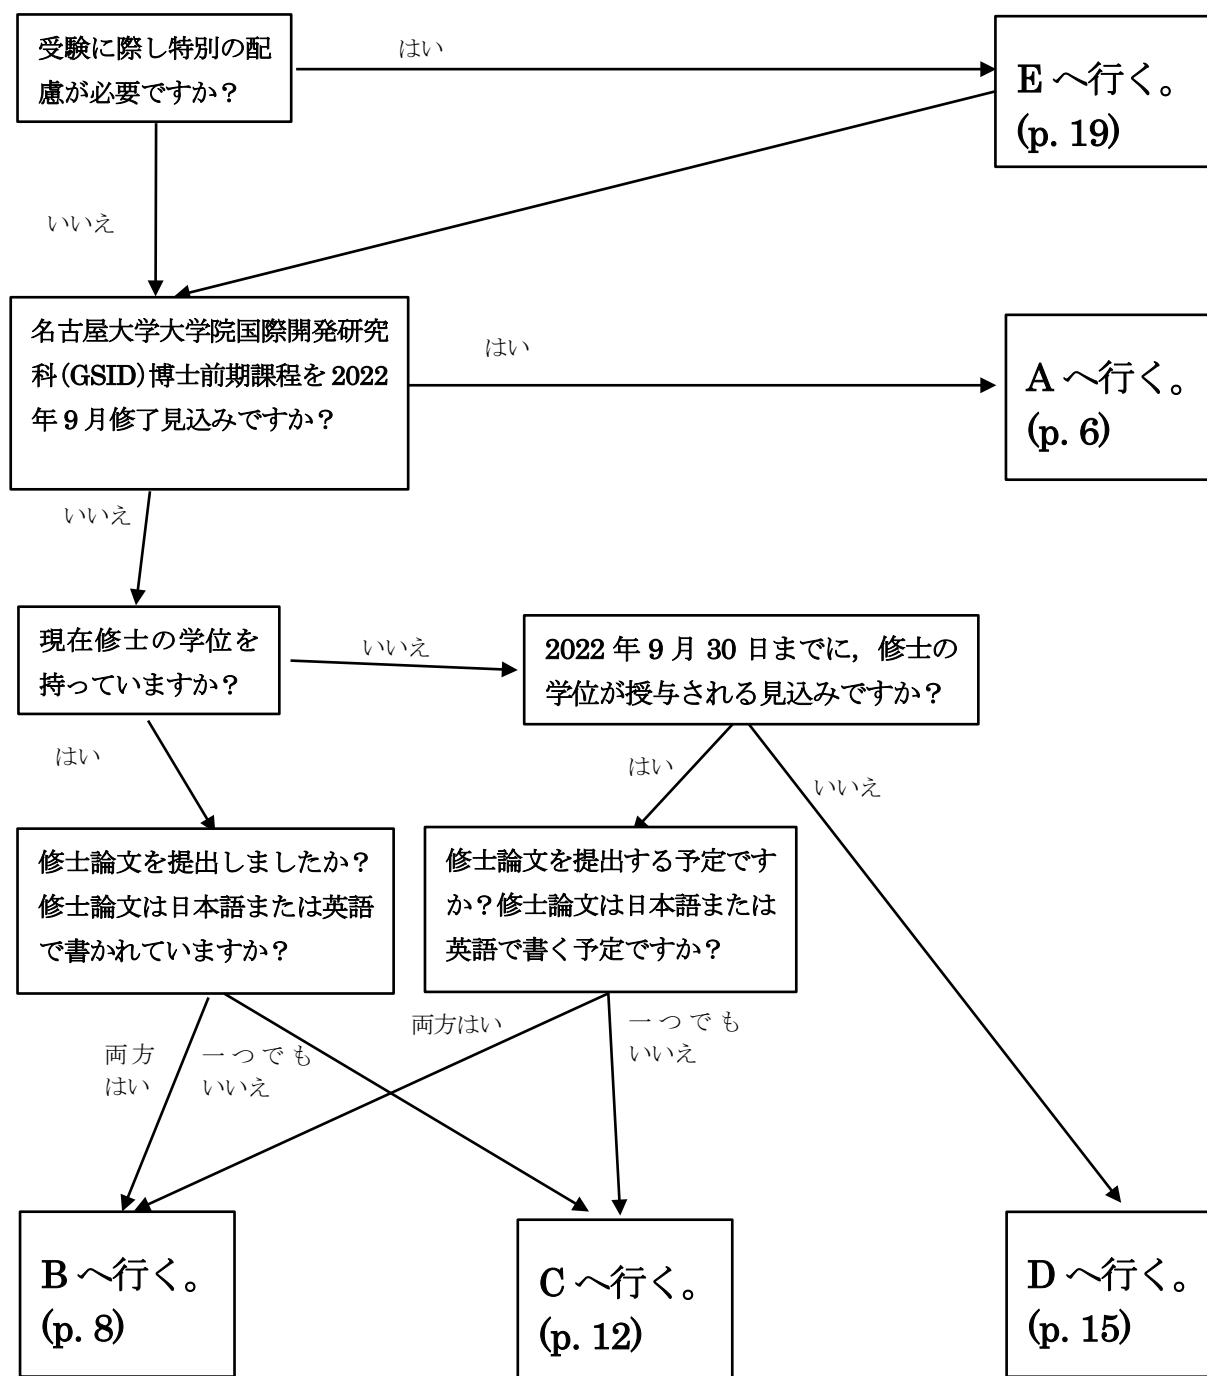 受験に際し特別の配
慮が必要ですか？
はい
E へ行く。
(p. 19)
いいえ
名古屋大学大学院国際開発研究
科(GSID)博士前期課程を 2022
年 9 月修了見込みですか？
はい
A へ行く。
(p. 6)
いいえ
現在修士の学位を
持っていますか？
いいえ
2022 年 9 月 30 日までに，修士の
学位が授与される見込みですか？
はい
はい
いいえ
修士論文を提出しましたか？
修士論文は日本語または英語
で書かれていますか？
修士論文を提出する予定です
か？修士論文は日本語または
英語で書く予定ですか？
両方
はい
一つでも
いいえ
両方はい
一つでも
いいえ
B へ行く。
(p. 8)
C へ行く。
(p. 12)
D へ行く。
(p. 15)